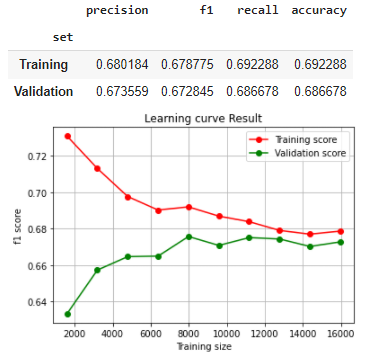 precision f1 recall accuracy
set
Training 0.680184 0.678775 0.692288 0.692288
Validation 0.673559 0.672845 0.686678 0.686678
Learning curve Result
Training score
Validation score
0.72
0.70
0.68
0.66
0.64
f1 score
2000 4000 6000 8000 10000 12000 14000 16000
Training size